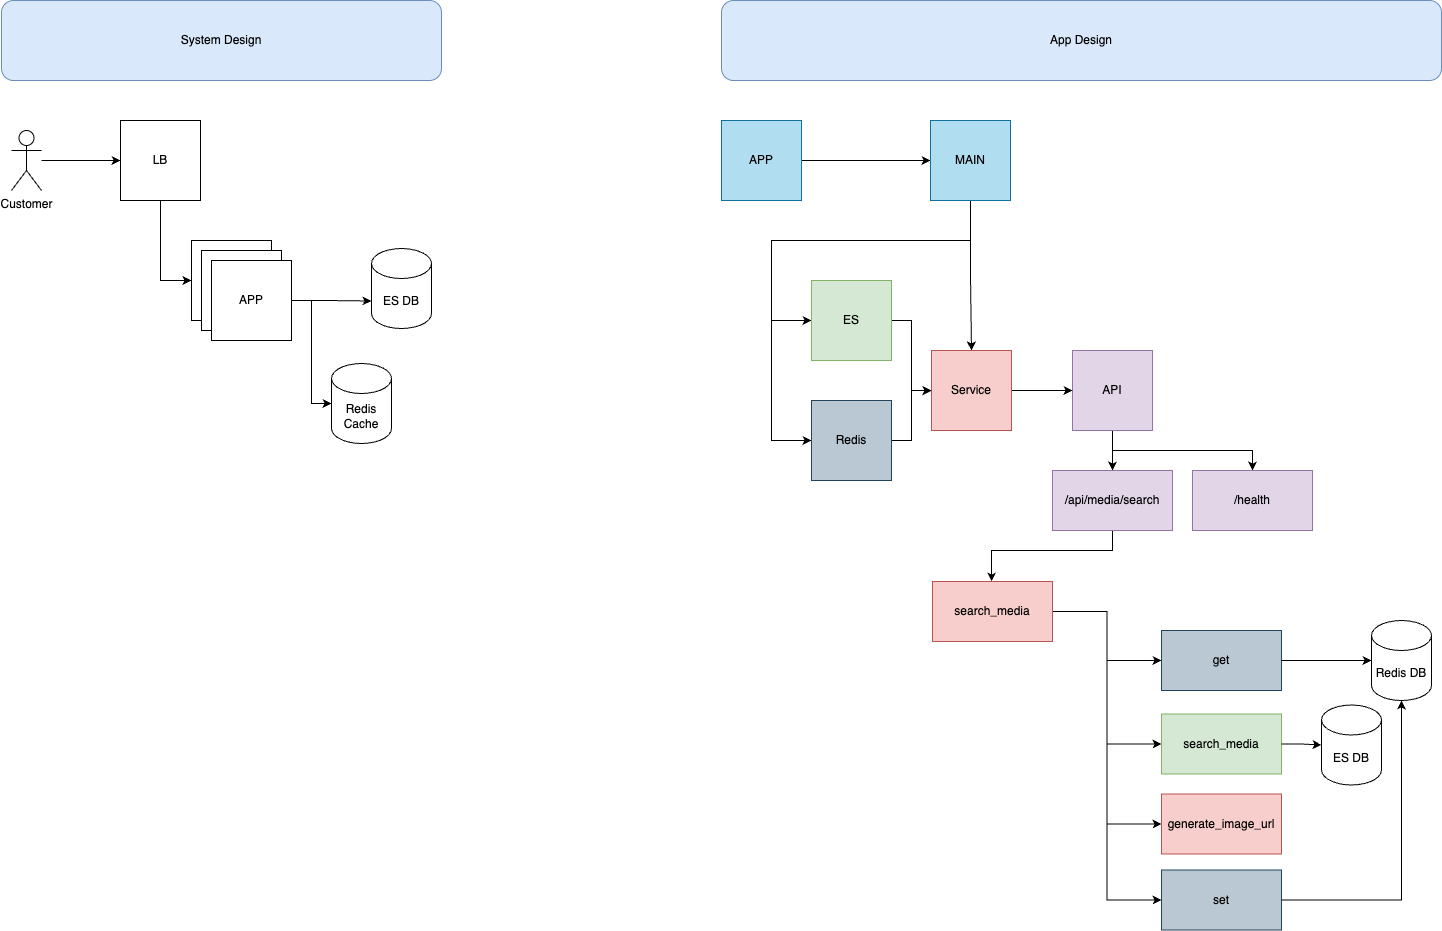 System Design
App Design
Customer
LB
APP
ES DB
Redis
Cache
APP
MAIN
ES
Redis
Service
API
/api/media/search
/health
search_media
get
Redis DB
search_media
ES DB
generate_image_url
set